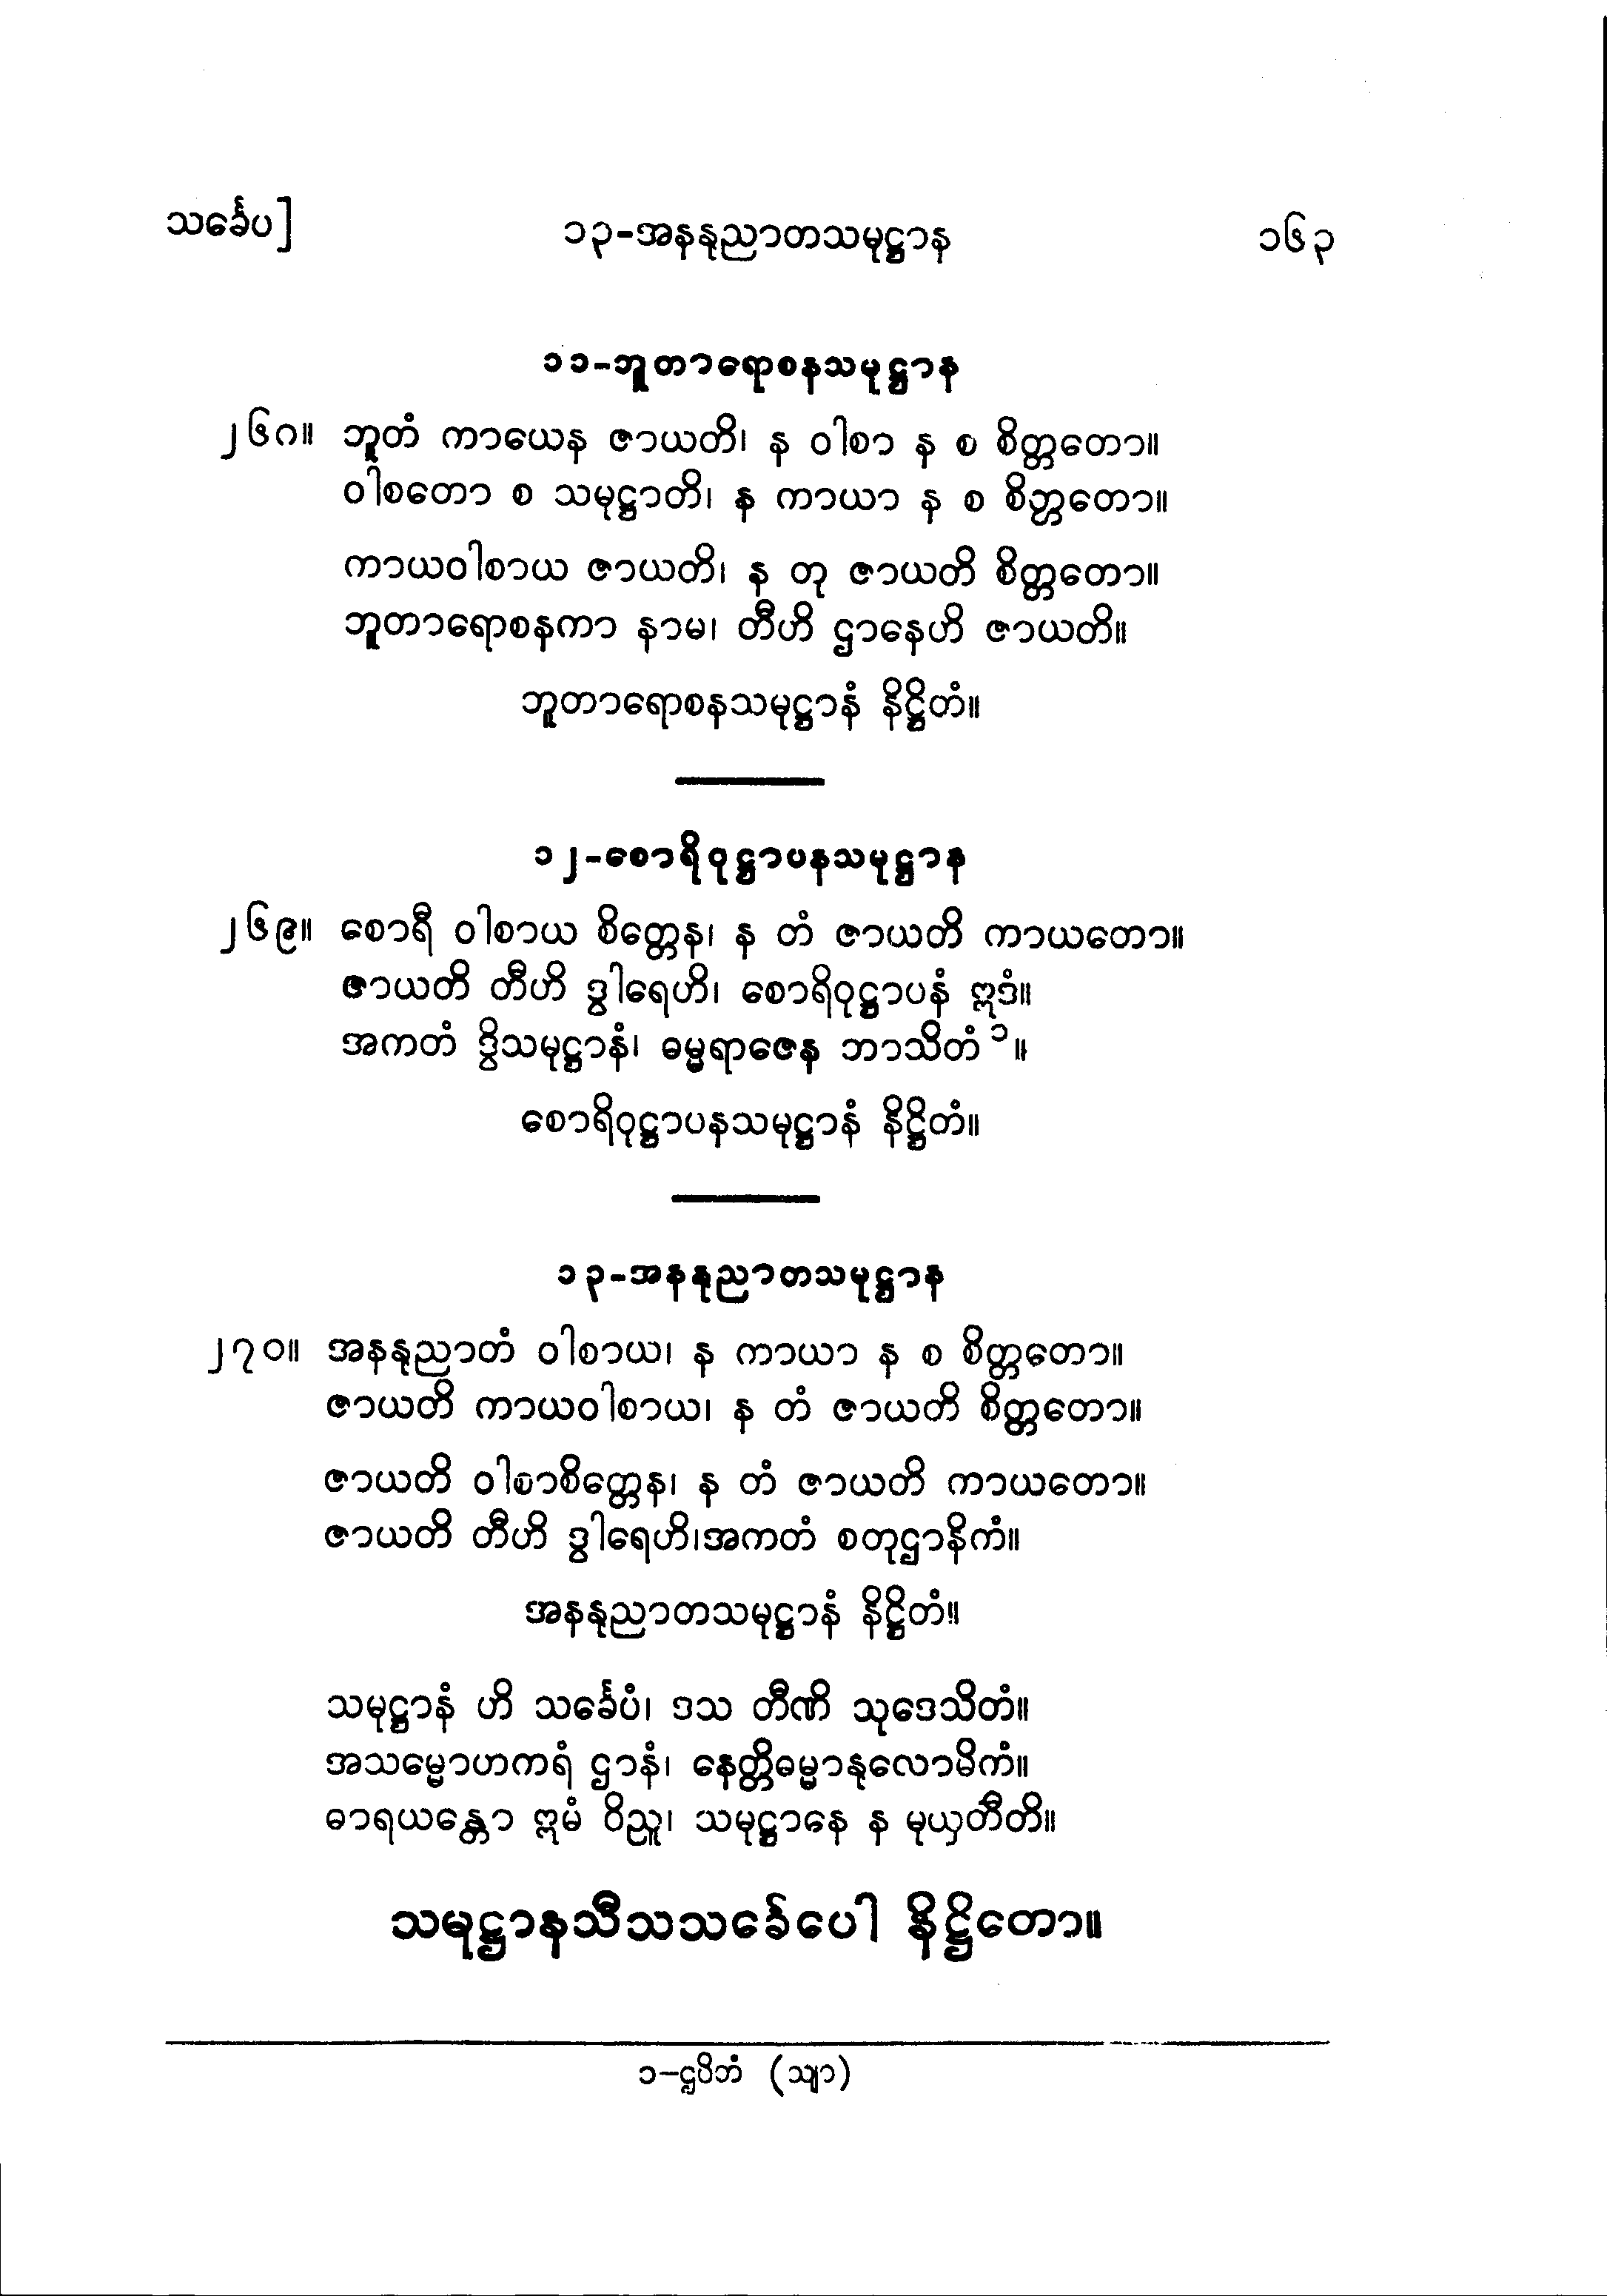 သင်္ခေပ]
၁၃-အနနုညာတသမုဋ္ဌာန
၁၆၃
၁၁-ဘူတာရောစနသမုဋ္ဌာန
၂၆၈။ ဘူတံ ကာယေန ဇာယတိ၊ န ဝါစာ န စ စိတ္တတော။
ဝါစတော စ သမုဋ္ဌာတိ၊ န ကာယာ န စ စိတ္တတော။
ကာယဝါစာယ ဇာယတိ၊ န တု ဇာယတိ စိတ္တတော။
ဘူတာရောစနကာ နာမ၊ တီဟိ ဌာနေဟိ ဇာယတိ။
ဘူတာရောစနသမုဋ္ဌာနံ နိဋ္ဌိတံ။
၁၂-စောရိဝုဋ္ဌာပနသမုဋ္ဌာန
၂၆၉။ စောရီ ဝါစာယ စိတ္တေန၊ န တံ ဇာယတိ ကာယတော။
ဇာယတိ တီဟိ ဒွါရေဟိ၊ စောရိဝုဋ္ဌာပနံ ဣဒံ။
အကတံ ဒွိသမုဋ္ဌာနံ၊ ဓမ္မရာဇေန ဘာသိတံ ၁။
စောရိဝုဋ္ဌာပနသမုဋ္ဌာနံ နိဋ္ဌိတံ။
၁၃-အနနုညာတသမုဋ္ဌာန
၂၇၀။ အနနုညာတံ ဝါစာယ၊ န ကာယာ န စ စိတ္တတော။
ဇာယတိ ကာယဝါစာယ၊ န တံ ဇာယတိ စိတ္တတော။
ဇာယတိ ဝါစာစိတ္တေန၊ န တံ ဇာယတိ ကာယတော။
ဇာယတိ တီဟိ ဒွါရေဟိ၊အကတံ စတုဌာနိကံ။
အနနုညာတသမုဋ္ဌာနံ နိဋ္ဌိတံ။
သမုဋ္ဌာနံ ဟိ သင်္ခေပံ၊ ဒသ တီဏိ သုဒေသိတံ။
အသမ္မောဟကရံ ဌာနံ၊ နေတ္တိဓမ္မာနုလောမိကံ။
ဓာရယန္တော ဣမံ ဝိညူ၊ သမုဋ္ဌာနေ န မုယှတီတိ။
သမုဋ္ဌာနသီသသင်္ခေပေါ နိဋ္ဌိတော။
၁-ဌပိဘံ (သျာ)